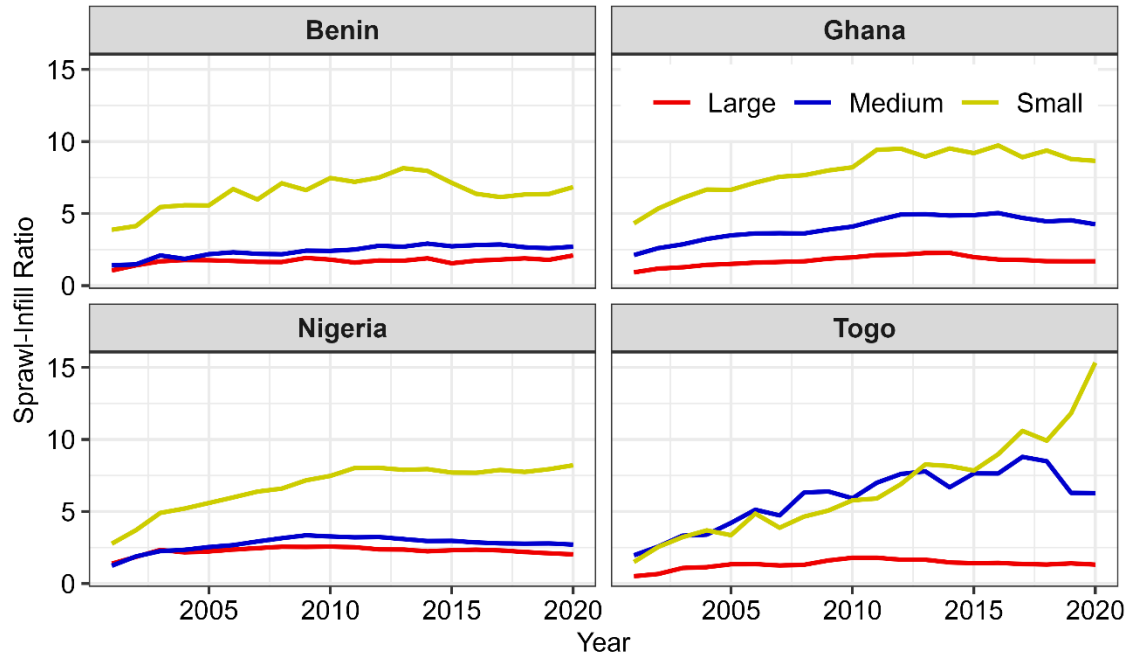 Benin
Ghana
15
10
5
0
Large Medium Small
Nigeria
Togo
15
10
5
0
2005 2010 2015 2020
2005 2010 2015 2020
Year
Sprawl-Infill Ratio